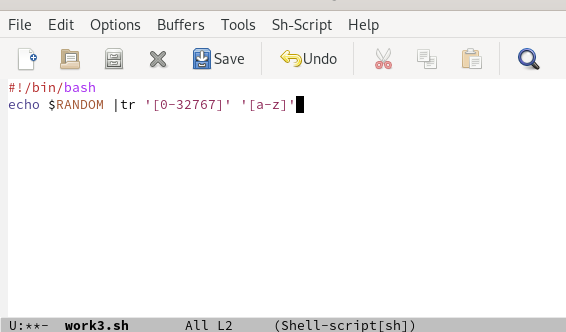 File Edit Options Buffers Tools Sh-Script Help
Save Undo
#!/bin/bash
echo $RANDOM |tr '[0-32767]' '[a-z]'
U:**- work3.sh All L2 (Shell-script[sh])